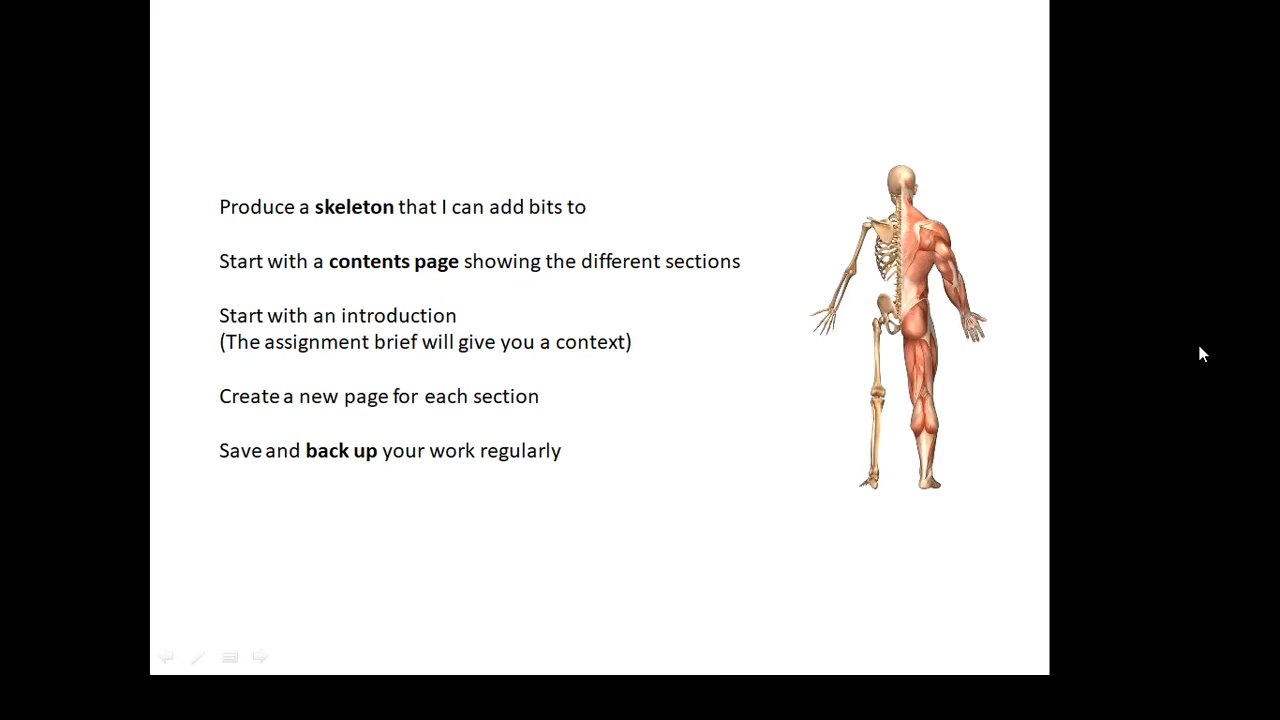 Produce a skeleton that I can add bits to
Start with a contents page showing the different sections
Start with an introduction
(The assignment brief will give you a context)
Create a new page for each section
Save and back up your work regularly